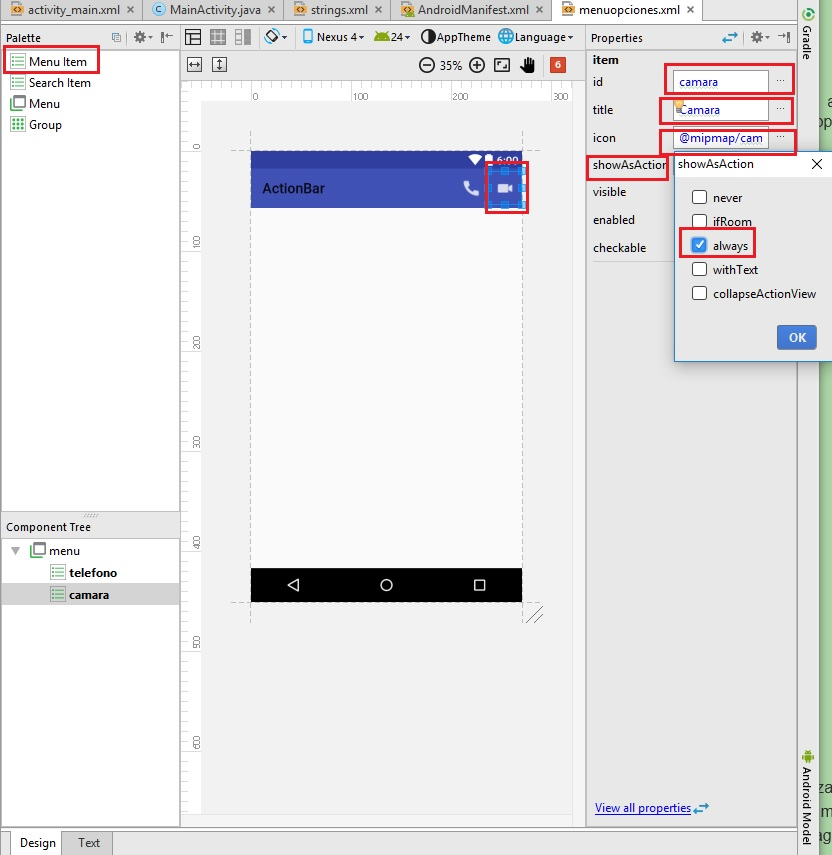 activity_main.xml × MainActivity.java × strings.xml × AndroidManifest.xml × menuopciones.xml ×
Palette
Menu Item
Search Item
Menu
Group
Nexus 4 24 AppTheme Language
35% 6
0 100 200 300
0
100
200
300
400
500
600
6:00
ActionBar
Component Tree
menu
telefono
camara
Properties
item
id camara ...
title Camara ...
icon @mipmap/cam ...
showAsAction
visible
enabled
checkable
showAsAction
never
ifRoom
always
withText
collapseActionView
OK
View all properties
Gradle
Android Model
Design Text